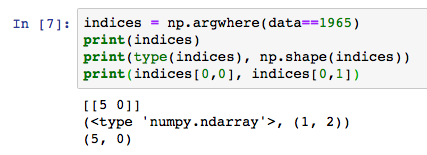 In [7]: indices = np.argwhere(data==1965)
print(indices)
print(type(indices), np.shape(indices))
print(indices[0,0], indices[0,1])
[[5 0]]
(<type 'numpy.ndarray'>, (1, 2))
(5, 0)